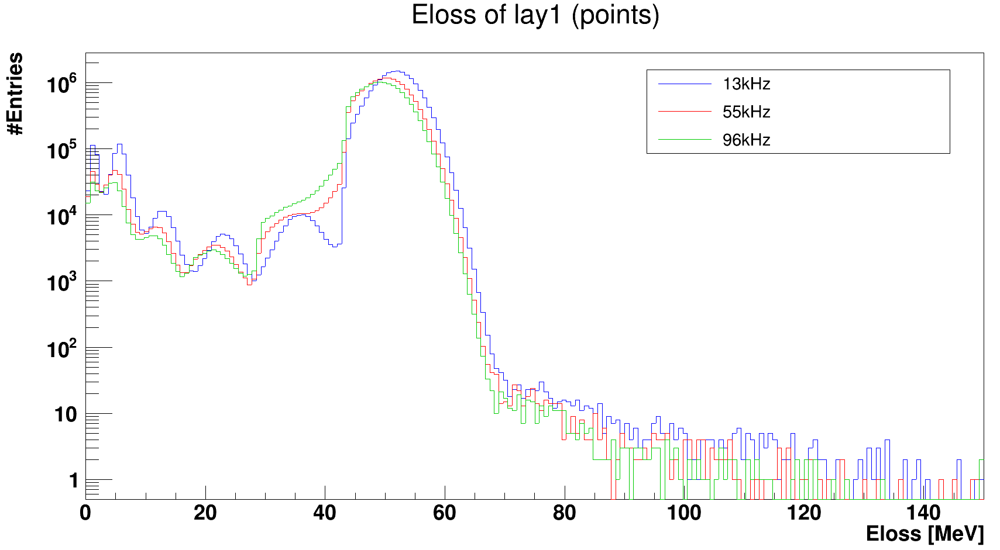 Eloss of lay1 (points)
#Entries
10^6
10^5
10^4
10^3
10^2
10
1
13kHz
55kHz
96kHz
0 20 40 60 80 100 120 140
Eloss [MeV]